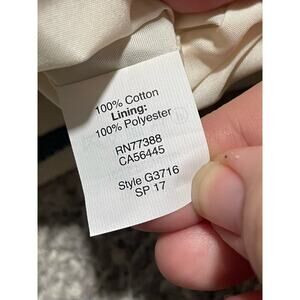 100% Cotton
Lining:
100% Polyester
RN77388
CA56445
Style G3716
SP 17